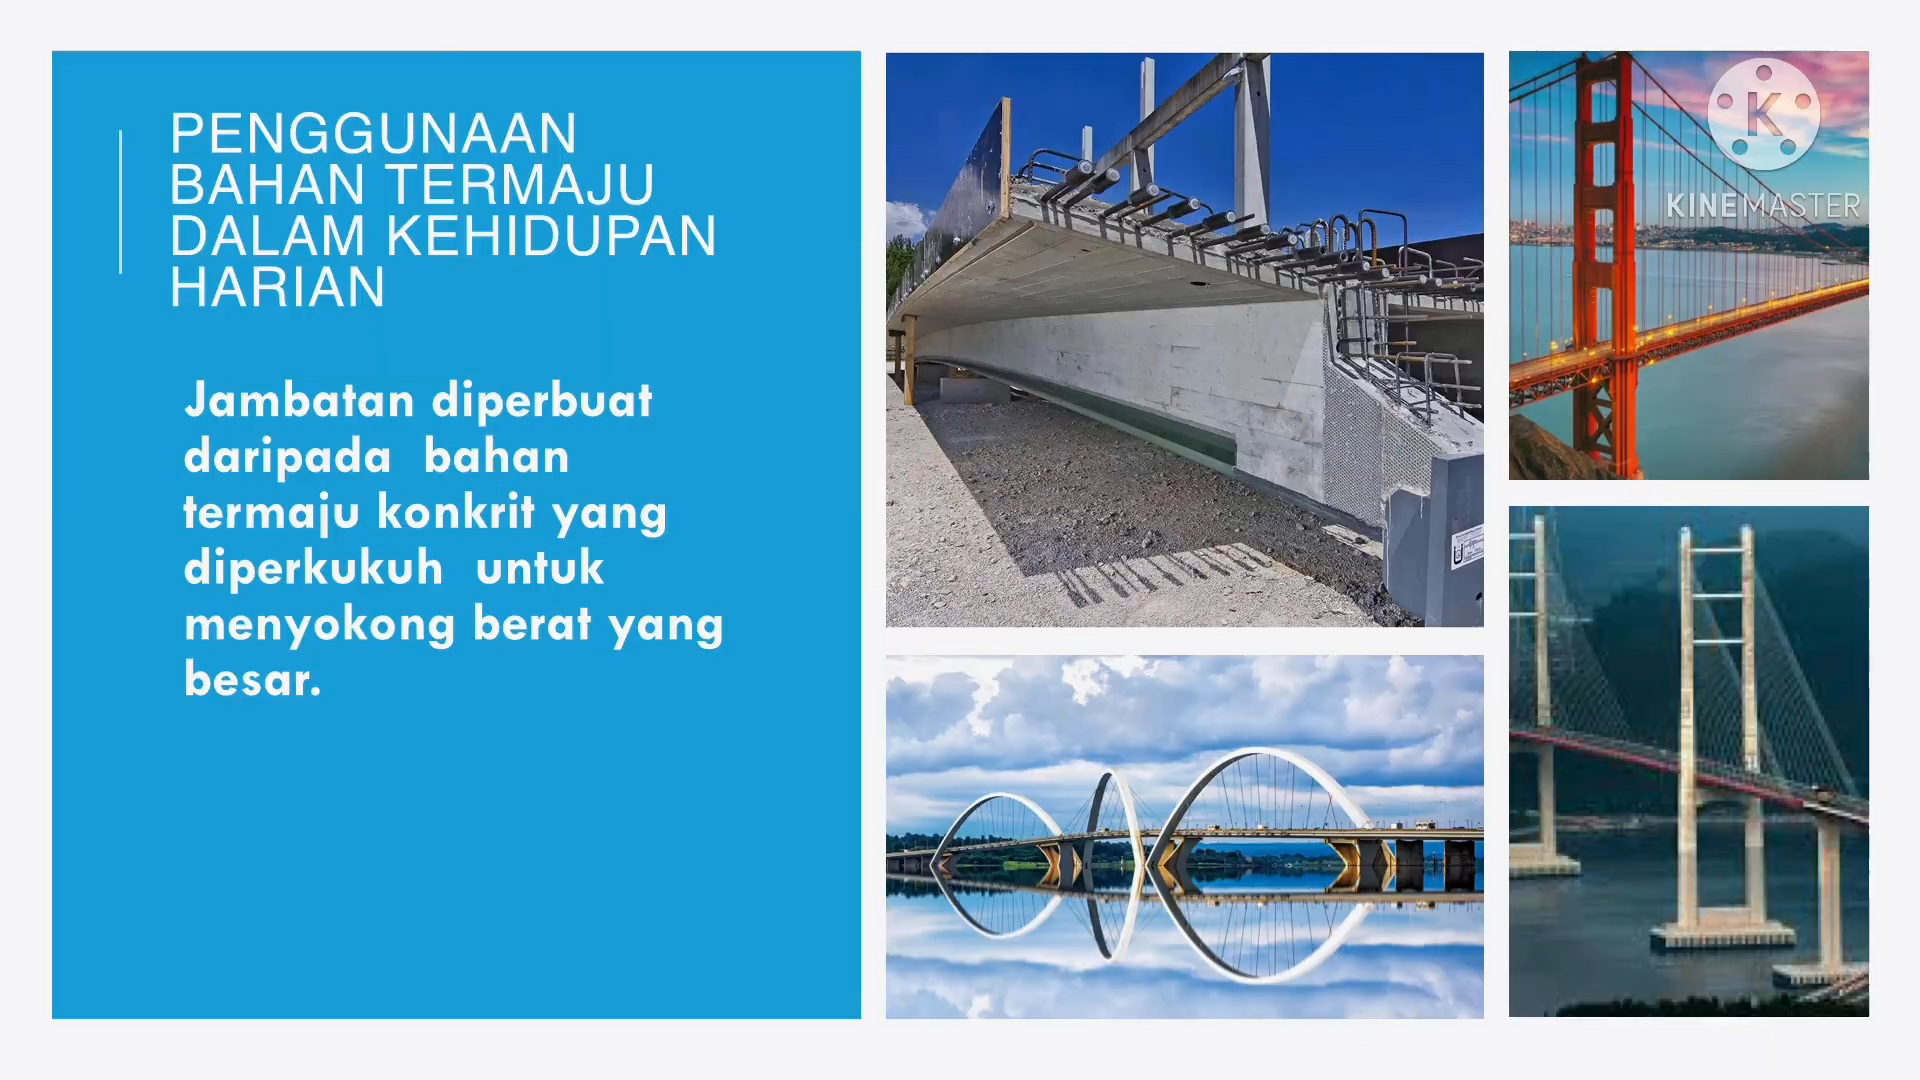 PENGGUNAAN
BAHAN TERMAJU
DALAM KEHIDUPAN
HARIAN
Jambatan diperbuat
daripada  bahan
termaju konkrit yang
diperkukuh  untuk
menyokong berat yang
besar.
K
KINEMASTER